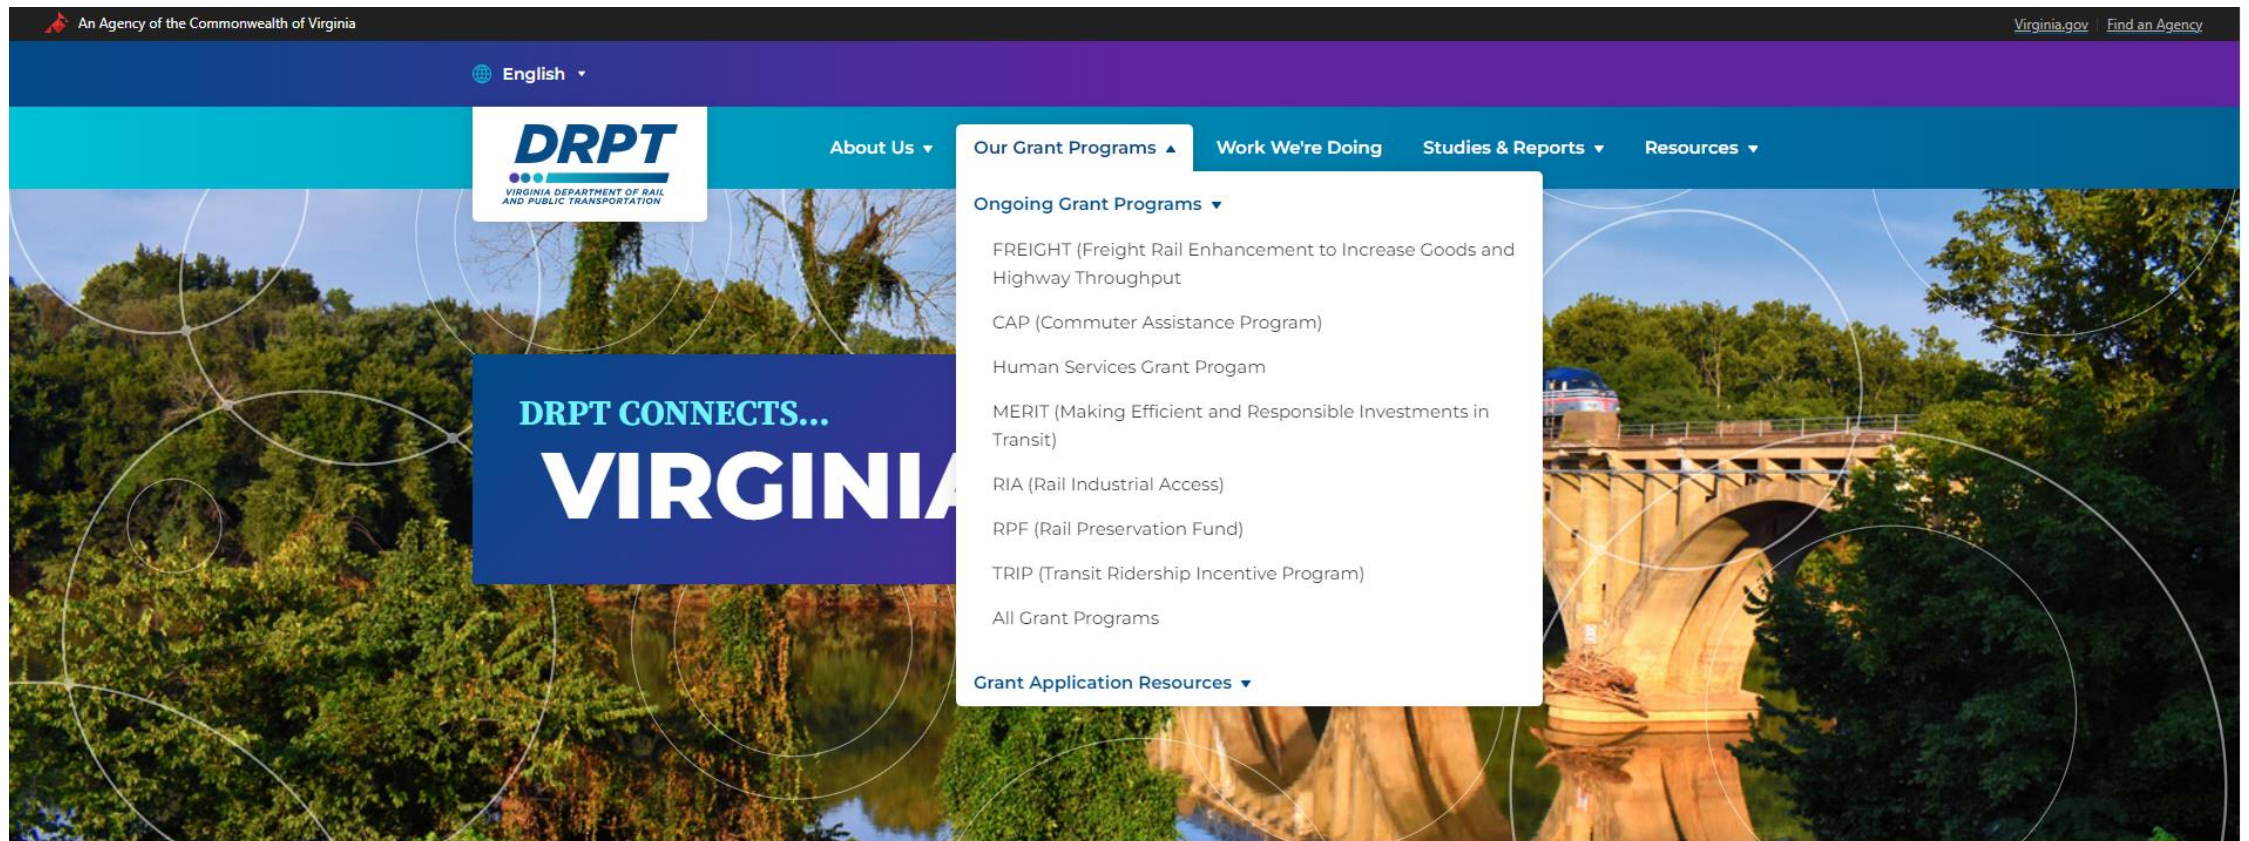 An Agency of the Commonwealth of Virginia
Virginia.gov
Find an Agency
English
DRPT
VIRGINIA DEPARTMENT OF RAIL
AND PUBLIC TRANSPORTATION
About Us
Our Grant Programs
Work We're Doing
Studies & Reports
Resources
Ongoing Grant Programs
FREIGHT (Freight Rail Enhancement to Increase Goods and
Highway Throughput
CAP (Commuter Assistance Program)
Human Services Grant Progam
MERIT (Making Efficient and Responsible Investments in
Transit)
RIA (Rail Industrial Access)
RPF (Rail Preservation Fund)
TRIP (Transit Ridership Incentive Program)
All Grant Programs
Grant Application Resources
DRPT CONNECTS...
VIRGINIA